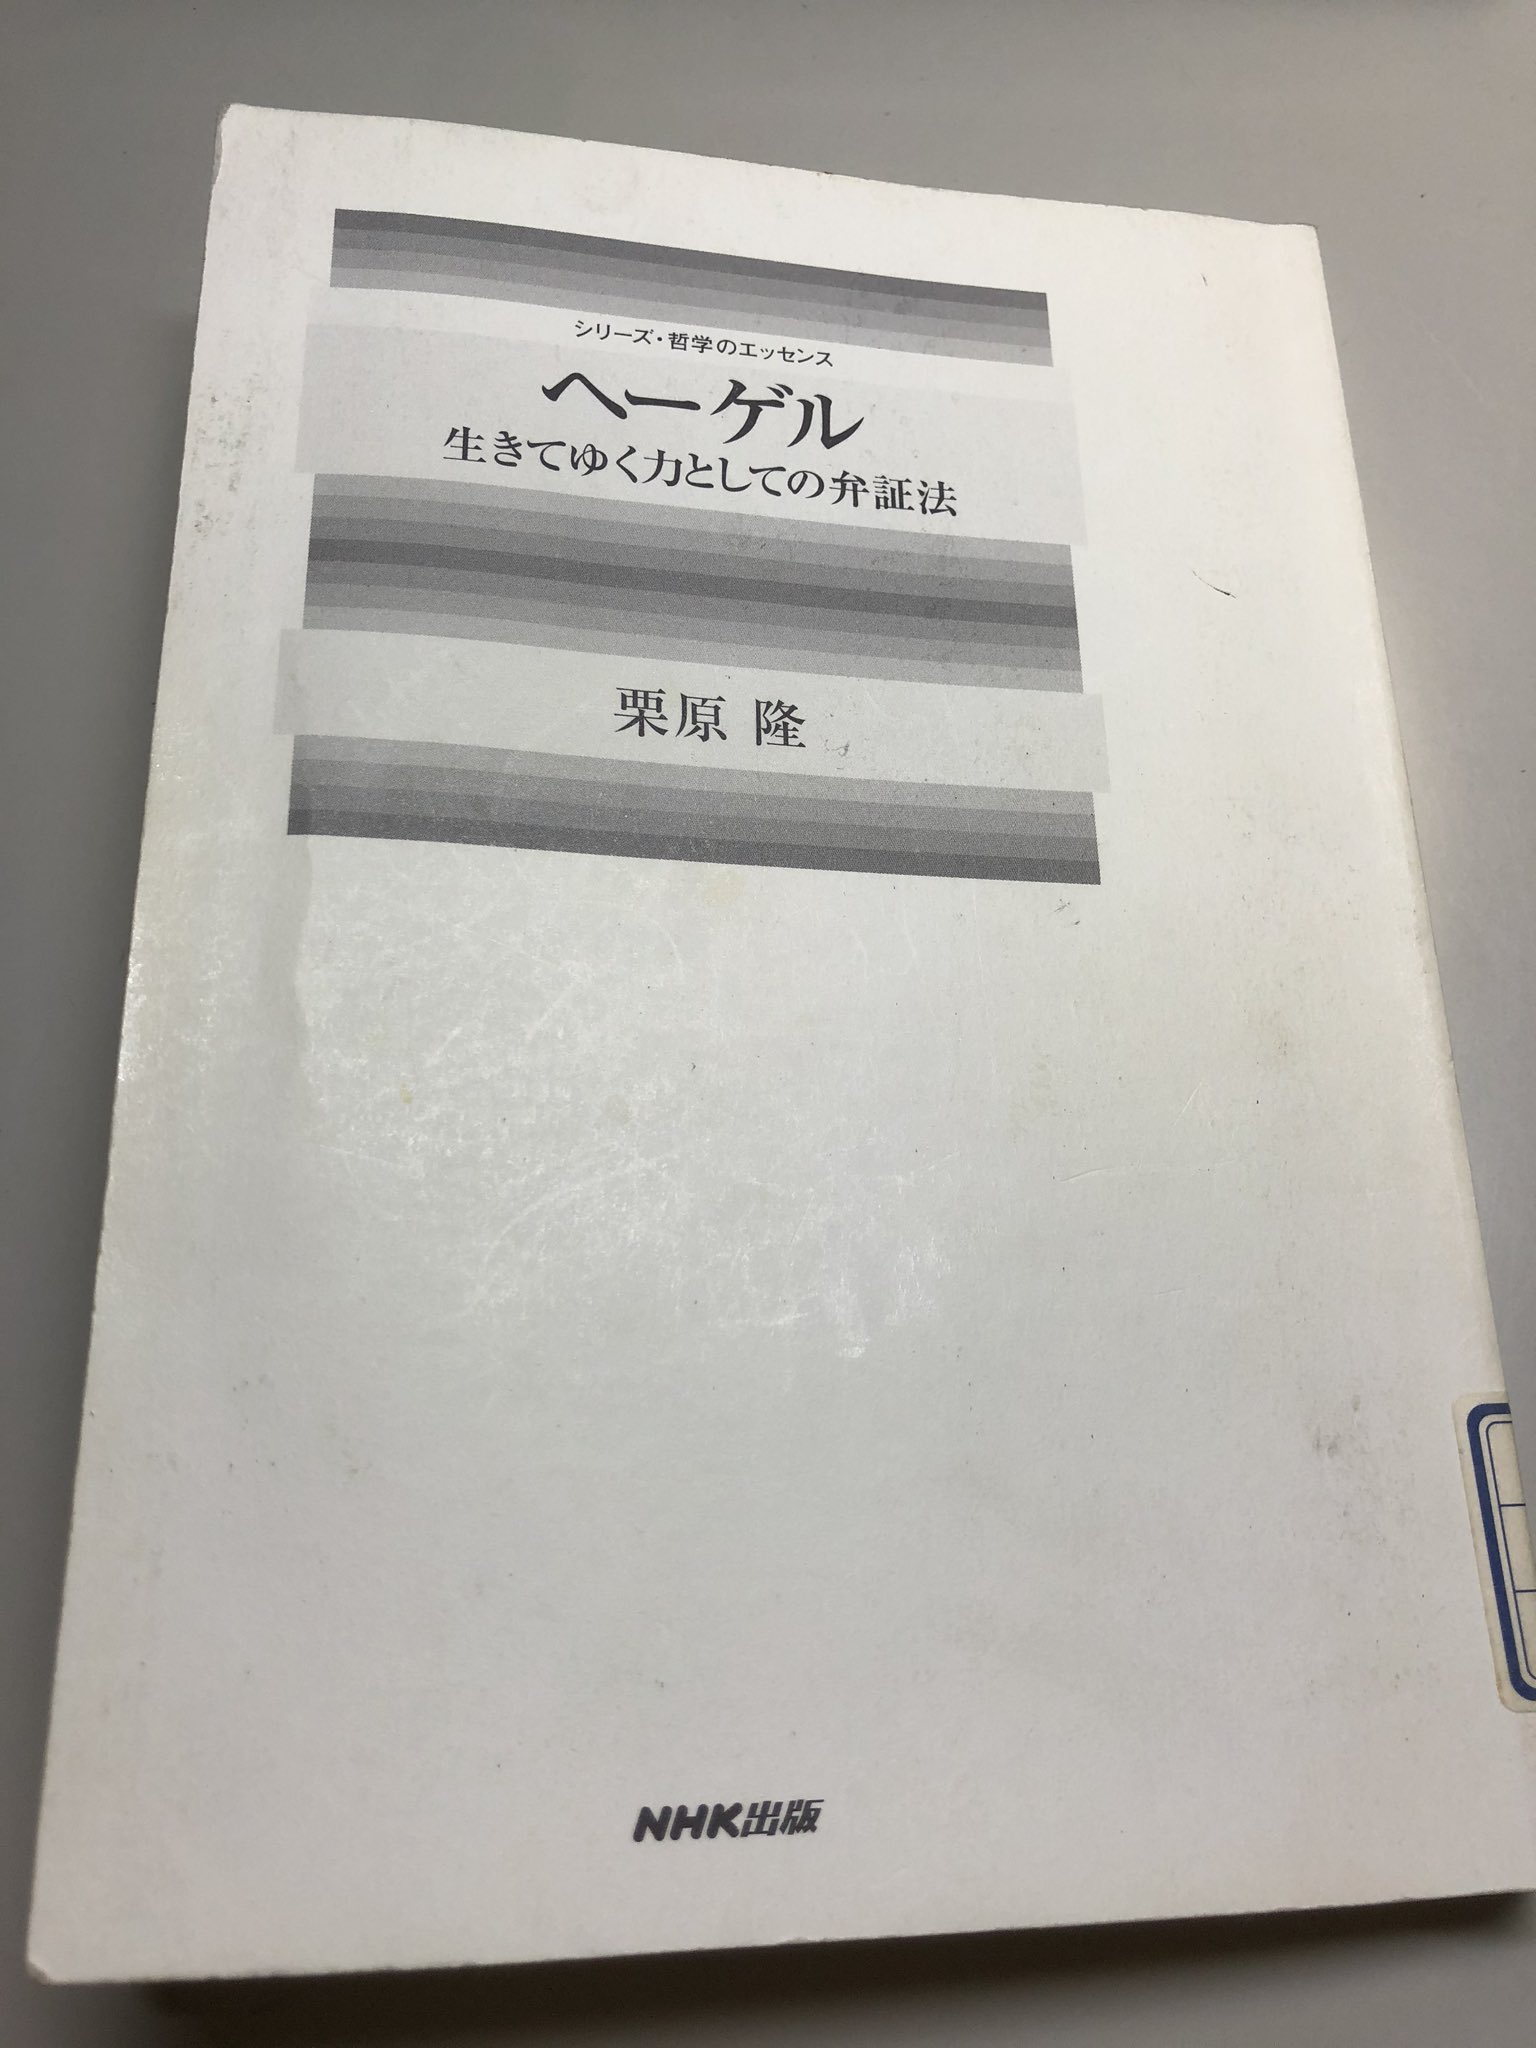 シリーズ・哲学のエッセンス
ヘーゲル
生きてゆく力としての弁証法
栗原 隆
NHK出版